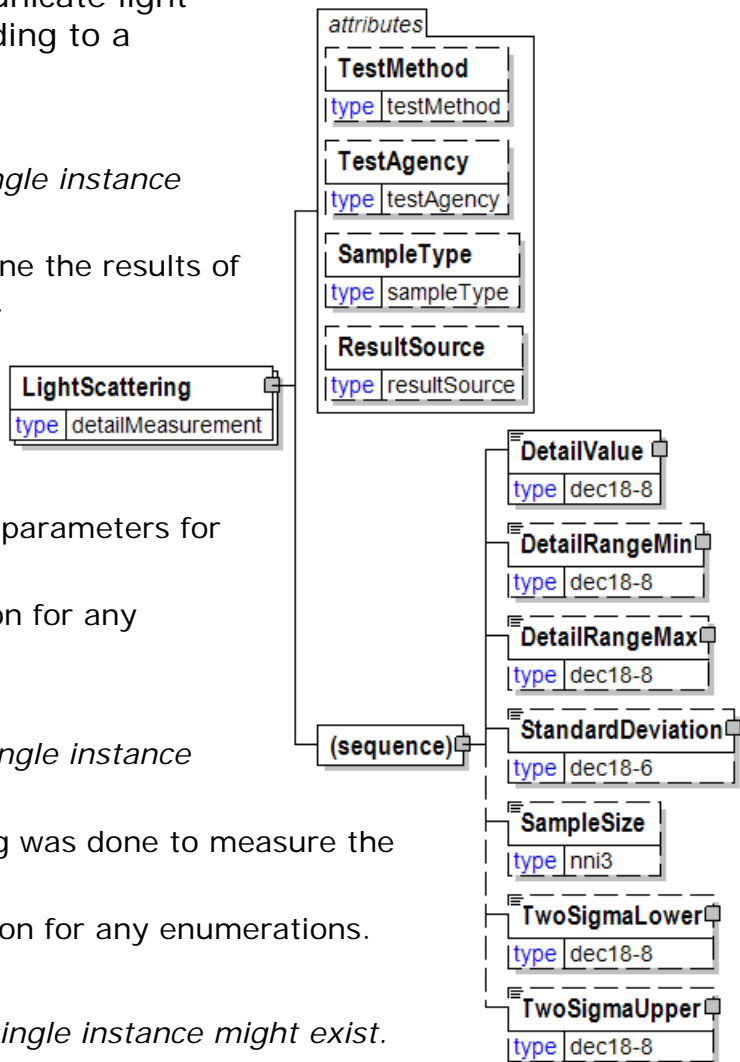 unicate light
ding to a
ngle instance
ne the results of
.
parameters for
on for any
ngle instance
g was done to measure the
on for any enumerations.
single instance might exist.
attributes
TestMethod
type testMethod
TestAgency
type testAgency
SampleType
type sampleType
ResultSource
type resultSource
LightScattering
type detailMeasurement
(sequence)
DetailValue
type dec18-8
DetailRangeMin
type dec18-8
DetailRangeMax
type dec18-8
StandardDeviation
type dec18-6
SampleSize
type nni3
TwoSigmaLower
type dec18-8
TwoSigmaUpper
type dec18-8